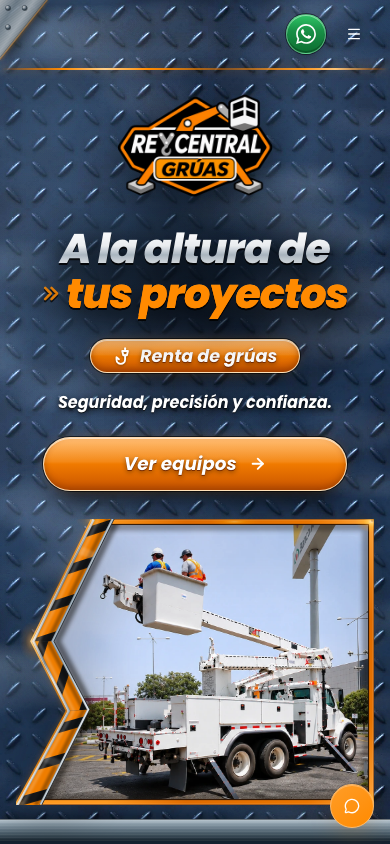 REYCENTRAL
GRÚAS
A la altura de
tus proyectos
Renta de grúas
Seguridad, precisión y confianza.
Ver equipos